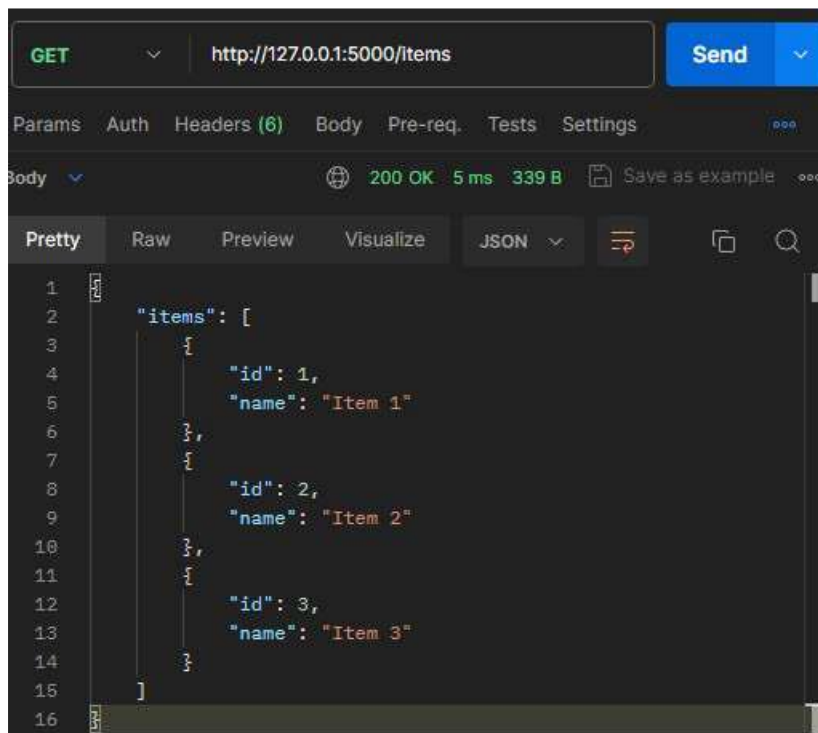 GET http://127.0.0.1:5000/items Send
Params Auth Headers (6) Body Pre-req. Tests Settings
Body 200 OK 5 ms 339 B Save as example
Pretty Raw Preview Visualize JSON
1 {
2 "items": [
3 {
4 "id": 1,
5 "name": "Item 1"
6 },
7 {
8 "id": 2,
9 "name": "Item 2"
10 },
11 {
12 "id": 3,
13 "name": "Item 3"
14 }
15 ]
16 }